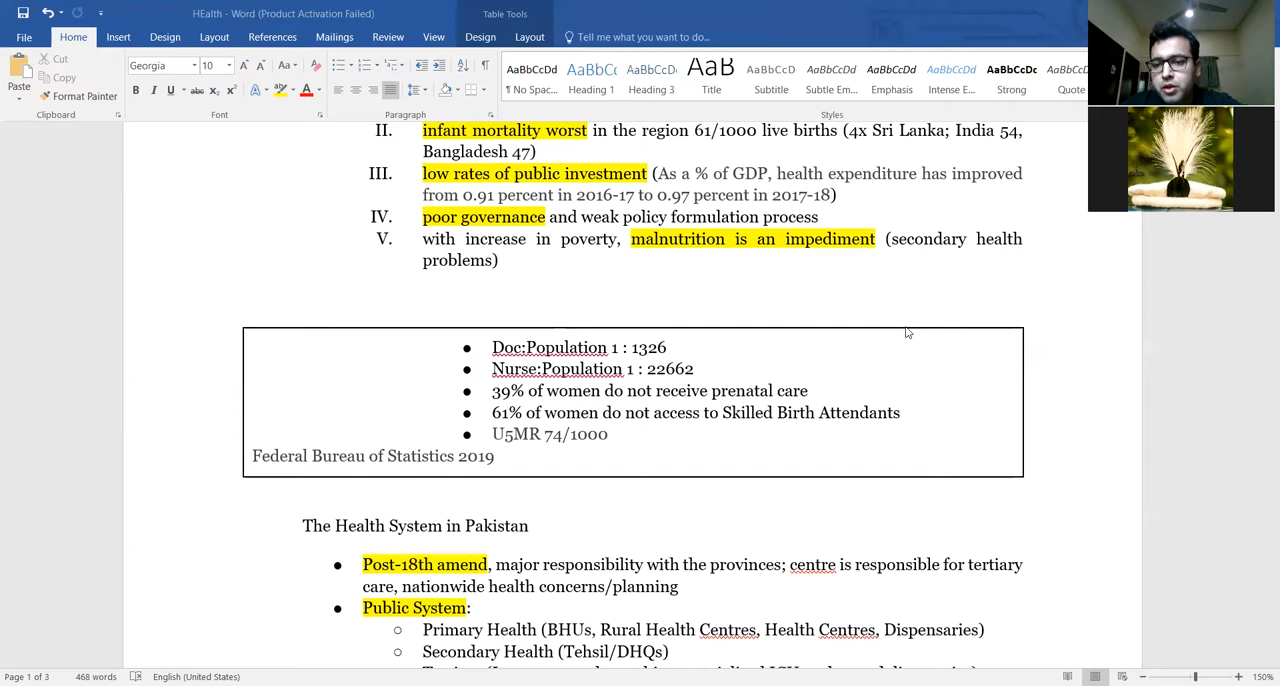 HEalth - Word (Product Activation Failed)
Table Tools
File
Home
Insert
Design
Layout
References
Mailings
Review
View
Design
Layout
Tell me what you want to do...
Paste
Cut
Copy
Format Painter
Clipboard
Georgia
10
Font
Paragraph
AaBbCcDd
¶ No Spac...
AaBbCc
Heading 1
AaBbCcD
Heading 3
AaB
Title
AaBbCcD
Subtitle
AaBbCcDd
Subtle Em...
AaBbCcDd
Emphasis
AaBbCcDd
Intense E...
AaBbCcDc
Strong
AaBbCcDd
Quote
Styles
II. infant mortality worst in the region 61/1000 live births (4x Sri Lanka; India 54,
Bangladesh 47)
III. low rates of public investment (As a % of GDP, health expenditure has improved
from 0.91 percent in 2016-17 to 0.97 percent in 2017-18)
IV. poor governance and weak policy formulation process
V. with increase in poverty, malnutrition is an impediment (secondary health
problems)
● Doc:Population 1 : 1326
● Nurse:Population 1 : 22662
● 39% of women do not receive prenatal care
● 61% of women do not access to Skilled Birth Attendants
● U5MR 74/1000
Federal Bureau of Statistics 2019
The Health System in Pakistan
● Post-18th amend, major responsibility with the provinces; centre is responsible for tertiary
care, nationwide health concerns/planning
● Public System:
○ Primary Health (BHUs, Rural Health Centres, Health Centres, Dispensaries)
○ Secondary Health (Tehsil/DHQs)
Page 1 of 3
468 words
English (United States)
150%